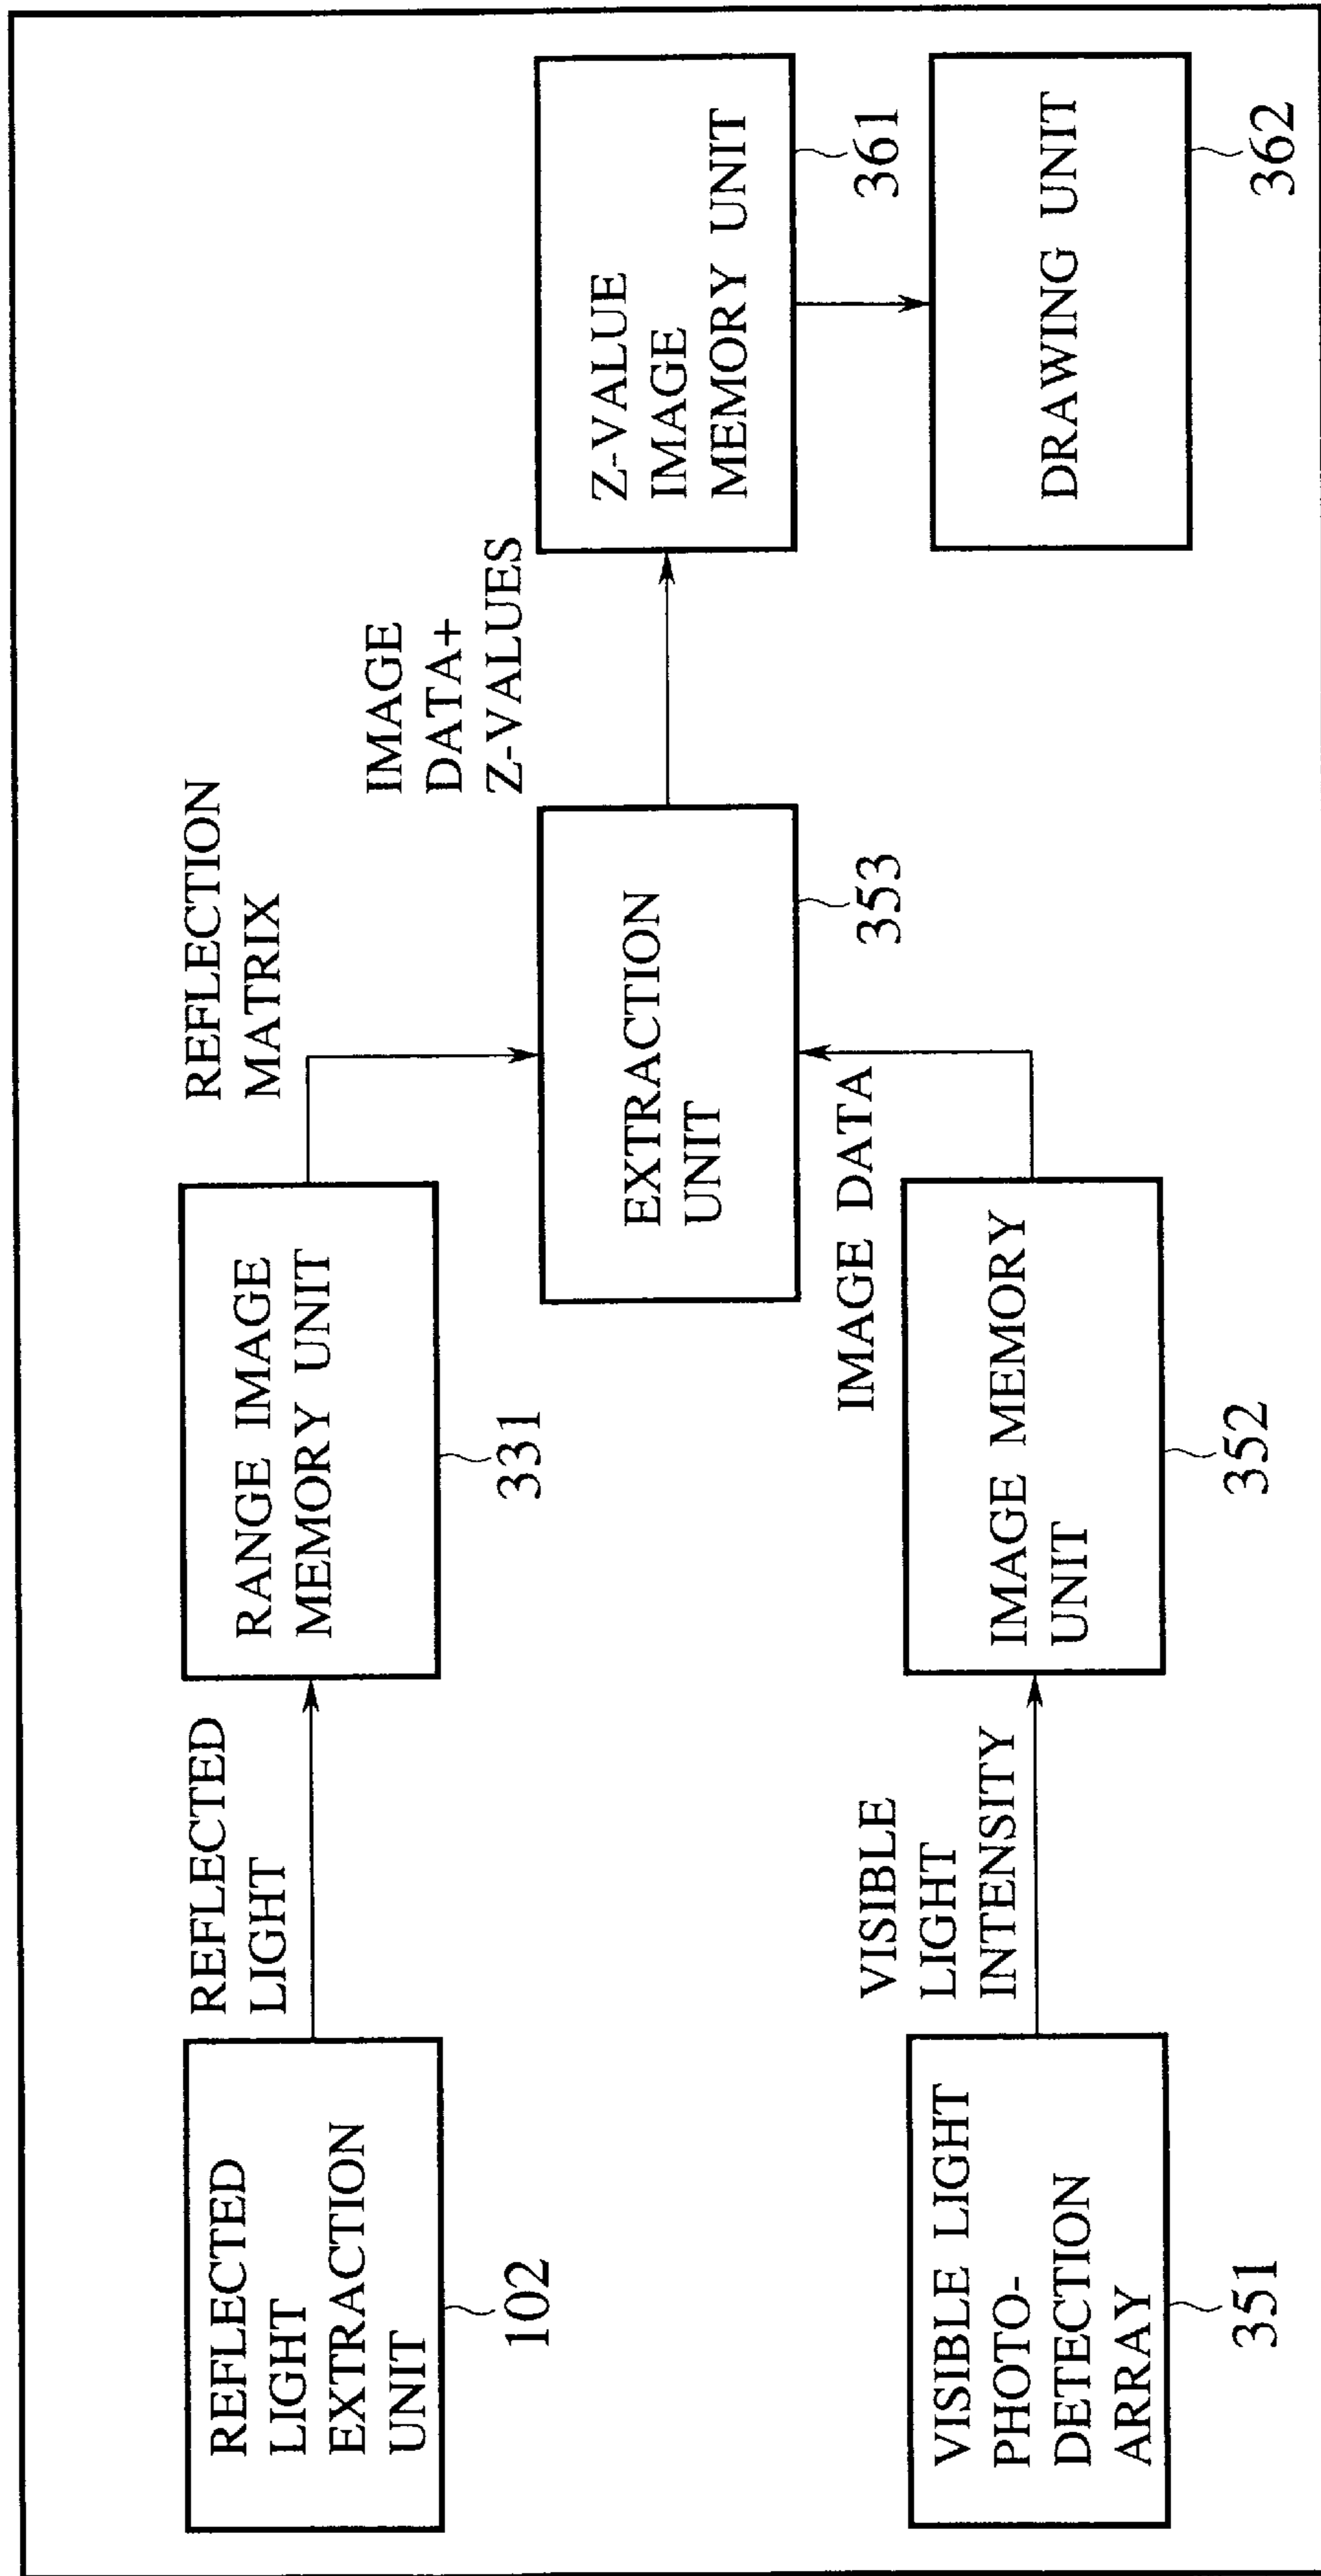 REFLECTED
LIGHT
EXTRACTION
UNIT
102
REFLECTED
LIGHT
RANGE IMAGE
MEMORY UNIT
331
REFLECTION
MATRIX
VISIBLE LIGHT
PHOTO-
DETECTION
ARRAY
351
VISIBLE
LIGHT
INTENSITY
IMAGE MEMORY
UNIT
352
IMAGE DATA
EXTRACTION
UNIT
353
IMAGE
DATA+
Z-VALUES
Z-VALUE
IMAGE
MEMORY UNIT
361
DRAWING UNIT
362